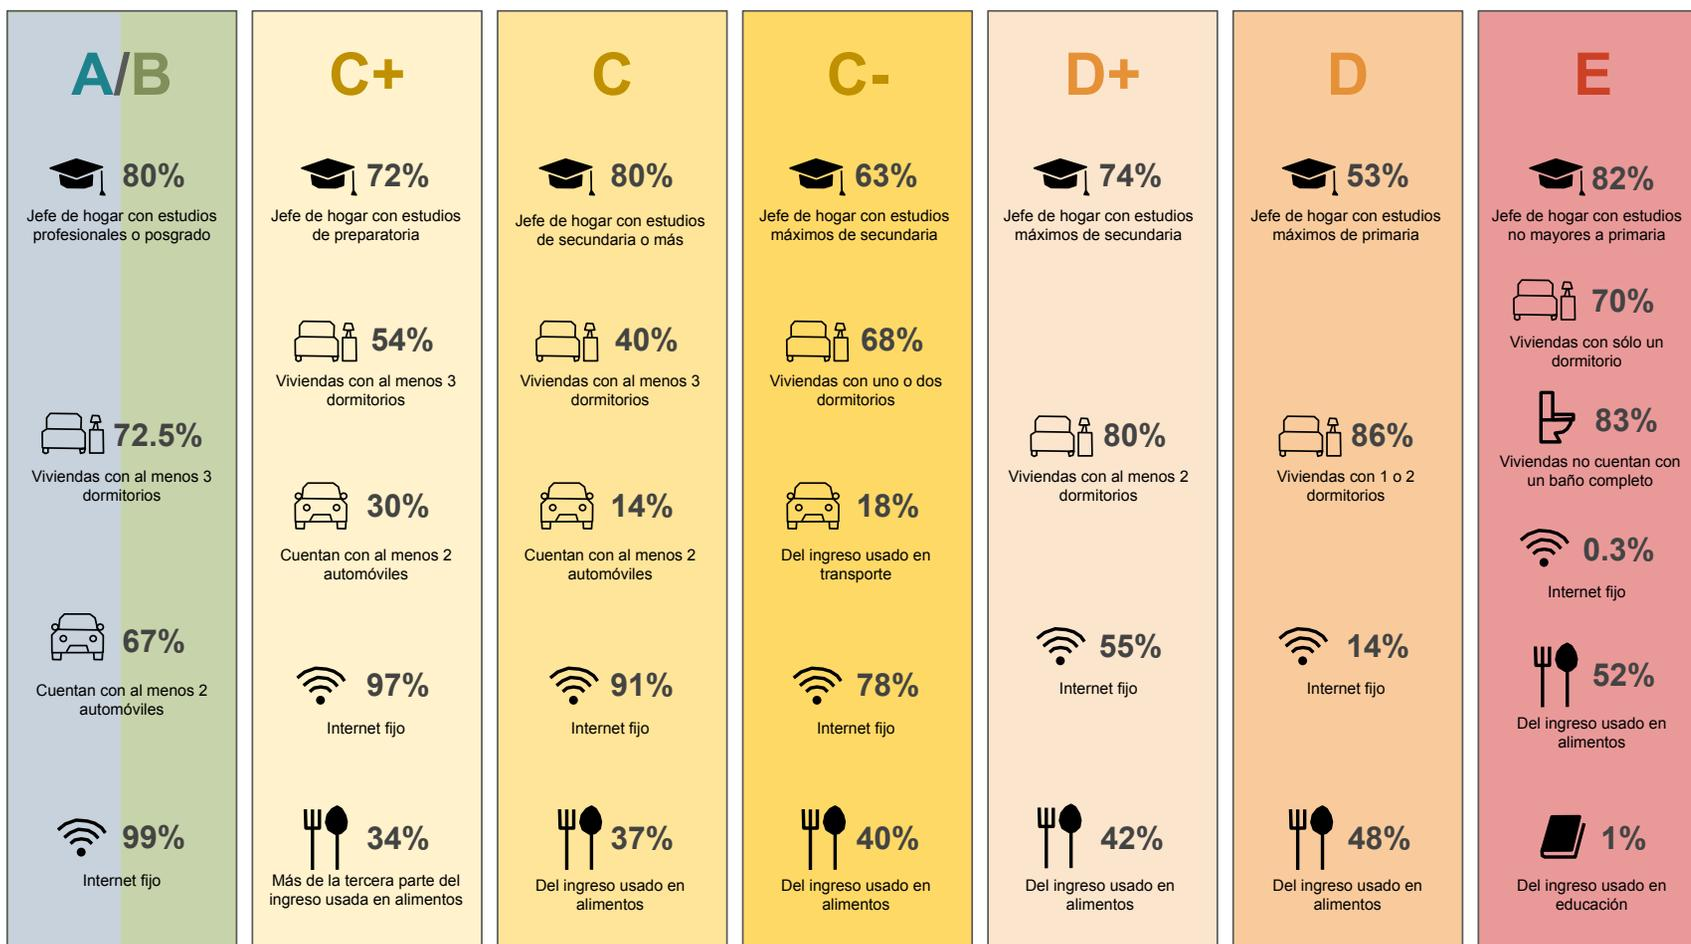 A/B
80%
Jefe de hogar con estudios
profesionales o posgrado
72.5%
Viviendas con al menos 3
dormitorios
67%
Cuentan con al menos 2
automóviles
99%
Internet fijo
C+
72%
Jefe de hogar con estudios
de preparatoria
54%
Viviendas con al menos 3
dormitorios
30%
Cuentan con al menos 2
automóviles
97%
Internet fijo
34%
Más de la tercera parte del
ingreso usada en alimentos
C
80%
Jefe de hogar con estudios
de secundaria o más
40%
Viviendas con al menos 3
dormitorios
14%
Cuentan con al menos 2
automóviles
91%
Internet fijo
37%
Del ingreso usado en
alimentos
C-
63%
Jefe de hogar con estudios
máximos de secundaria
68%
Viviendas con uno o dos
dormitorios
18%
Del ingreso usado en
transporte
78%
Internet fijo
40%
Del ingreso usado en
alimentos
D+
74%
Jefe de hogar con estudios
máximos de secundaria
80%
Viviendas con al menos 2
dormitorios
55%
Internet fijo
42%
Del ingreso usado en
alimentos
D
53%
Jefe de hogar con estudios
máximos de primaria
86%
Viviendas con 1 o 2
dormitorios
14%
Internet fijo
48%
Del ingreso usado en
alimentos
E
82%
Jefe de hogar con estudios
no mayores a primaria
70%
Viviendas con sólo un
dormitorio
83%
Viviendas no cuentan con
un baño completo
0.3%
Internet fijo
52%
Del ingreso usado en
alimentos
1%
Del ingreso usado en
educación